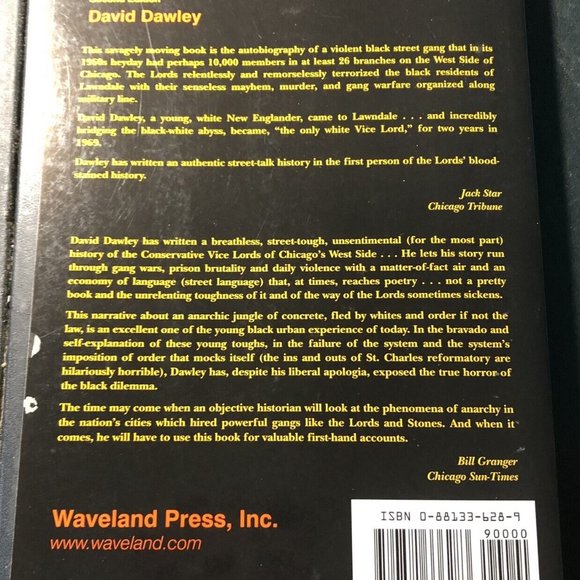 Second Edition
David Dawley
This savagely moving book is the autobiography of a violent black street gang that in its
1960s heyday had perhaps 10,000 members in at least 26 branches on the West Side of
Chicago. The Lords relentlessly and remorselessly terrorized the black residents of
Lawndale with their senseless mayhem, murder, and gang warfare organized along
military line.
David Dawley, a young, white New Englander, came to Lawndale . . . and incredibly
bridging the black-white abyss, became, “the only white Vice Lord,” for two years in
1969.
Dawley has written an authentic street-talk history in the first person of the Lords’ blood-
stained history.
Jack Star
Chicago Tribune
David Dawley has written a breathless, street-tough, unsentimental (for the most part)
history of the Conservative Vice Lords of Chicago’s West Side . . . He lets his story run
through gang wars, prison brutality and daily violence with a matter-of-fact air and an
economy of language (street language) that, at times, reaches poetry . . . not a pretty
book and the unrelenting toughness of it and of the way of the Lords sometimes sickens.
This narrative about an anarchic jungle of concrete, fled by whites and order if not the
law, is an excellent one of the young black urban experience of today. In the bravado and
self-explanation of these young toughs, in the failure of the system and the system’s
imposition of order that mocks itself (the ins and outs of St. Charles reformatory are
hilariously horrible), Dawley has, despite his liberal apologia, exposed the true horror of
the black dilemma.
The time may come when an objective historian will look at the phenomena of anarchy in
the nation’s cities which hired powerful gangs like the Lords and Stones. And when it
comes, he will have to use this book for valuable first-hand accounts.
Bill Granger
Chicago Sun-Times
Waveland Press, Inc.
www.waveland.com
ISBN 0-88133-628-9
90000